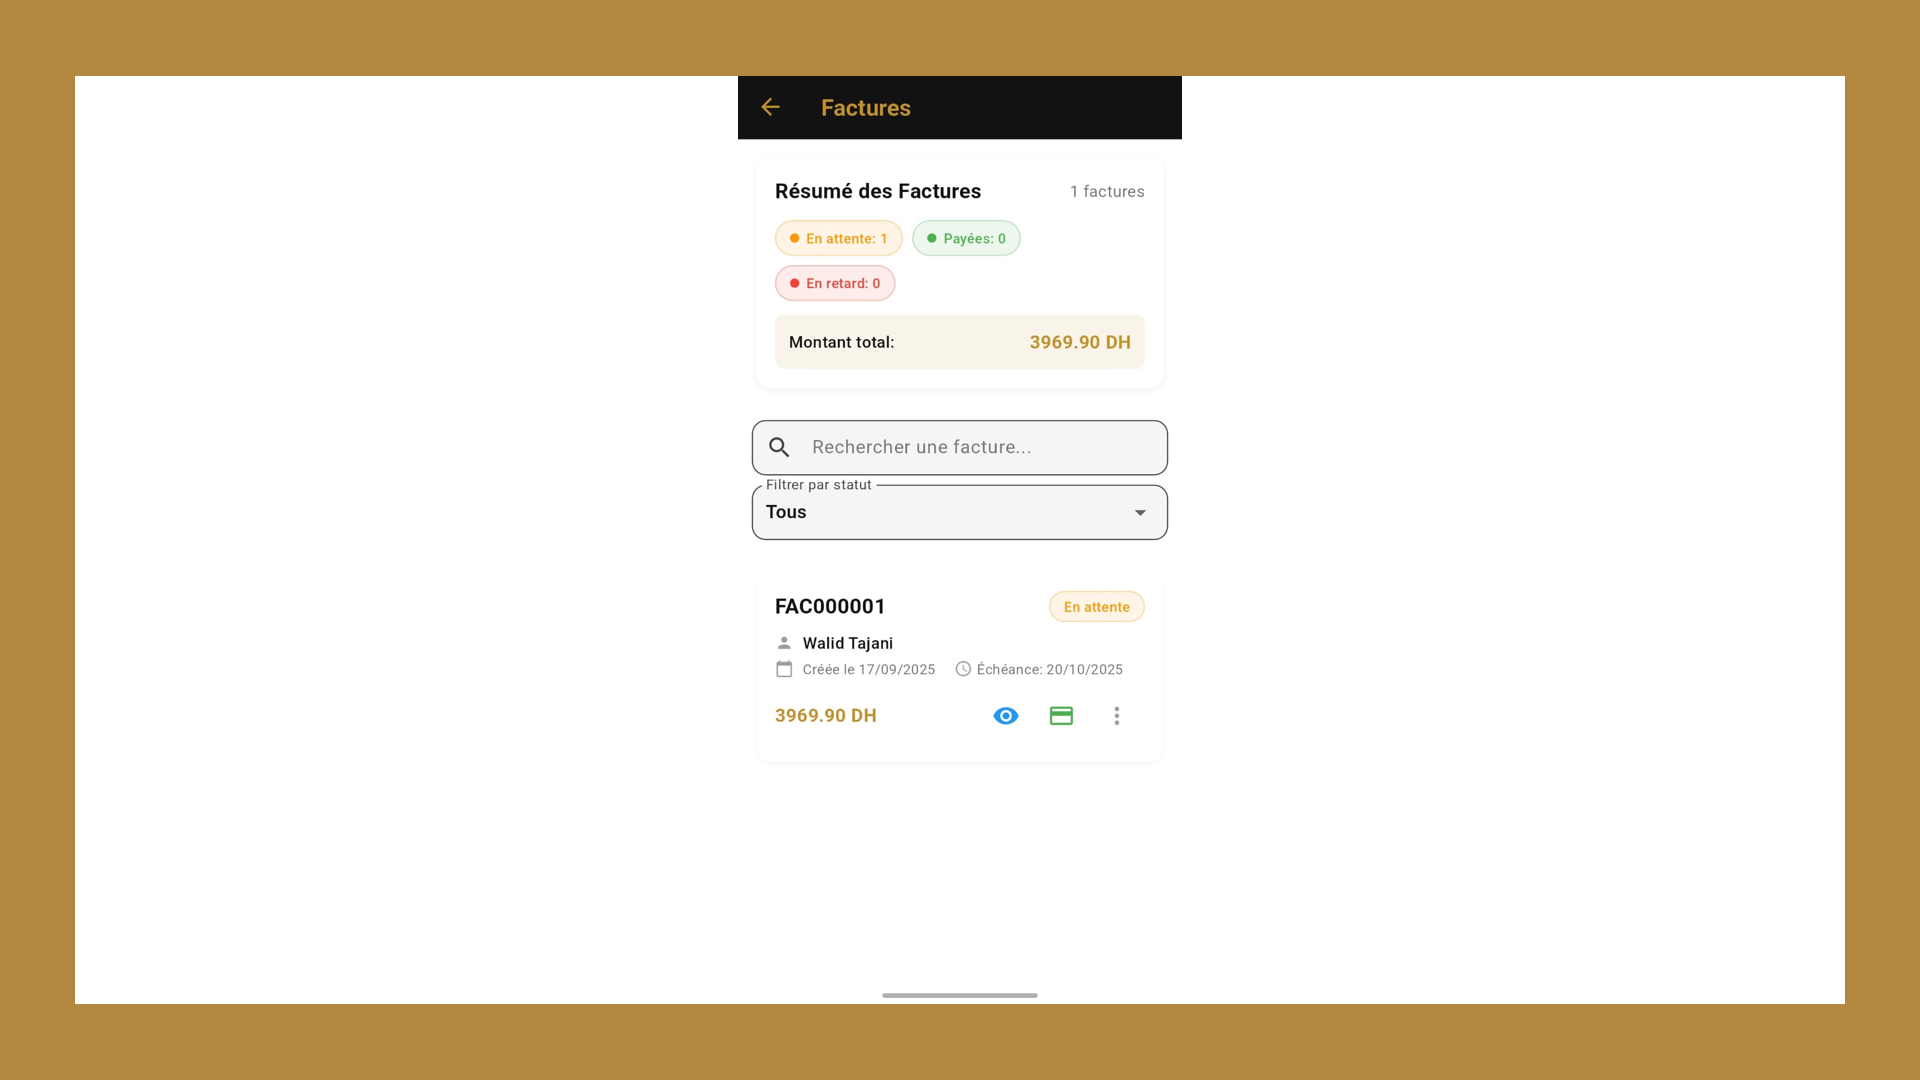 Factures
Résumé des Factures 1 factures
En attente: 1 Payées: 0
En retard: 0
Montant total: 3969.90 DH
Rechercher une facture...
Filtrer par statut
Tous
FAC000001 En attente
Walid Tajani
Créée le 17/09/2025 Échéance: 20/10/2025
3969.90 DH